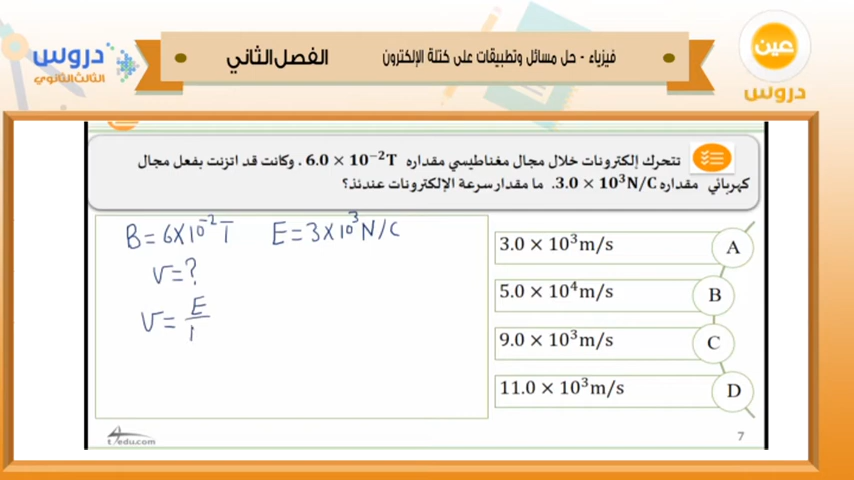 عين
دروس
فيزياء - حل مسائل وتطبيقات على كتلة الإلكترون
الفصل الثاني
دروس
الثالث الثانوي
تتحرك إلكترونات خلال مجال مغناطيسي مقداره 6.0 × 10⁻²T . وكانت قد اتزنت بفعل مجال
كهربائي مقداره 3.0 × 10³N/C. ما مقدار سرعة الإلكترونات عندئذ؟
B = 6×10⁻² T E = 3×10³ N/C
v = ?
v = E/
3.0 × 10³m/s A
5.0 × 10⁴m/s B
9.0 × 10³m/s C
11.0 × 10³m/s D
t4edu.com
7